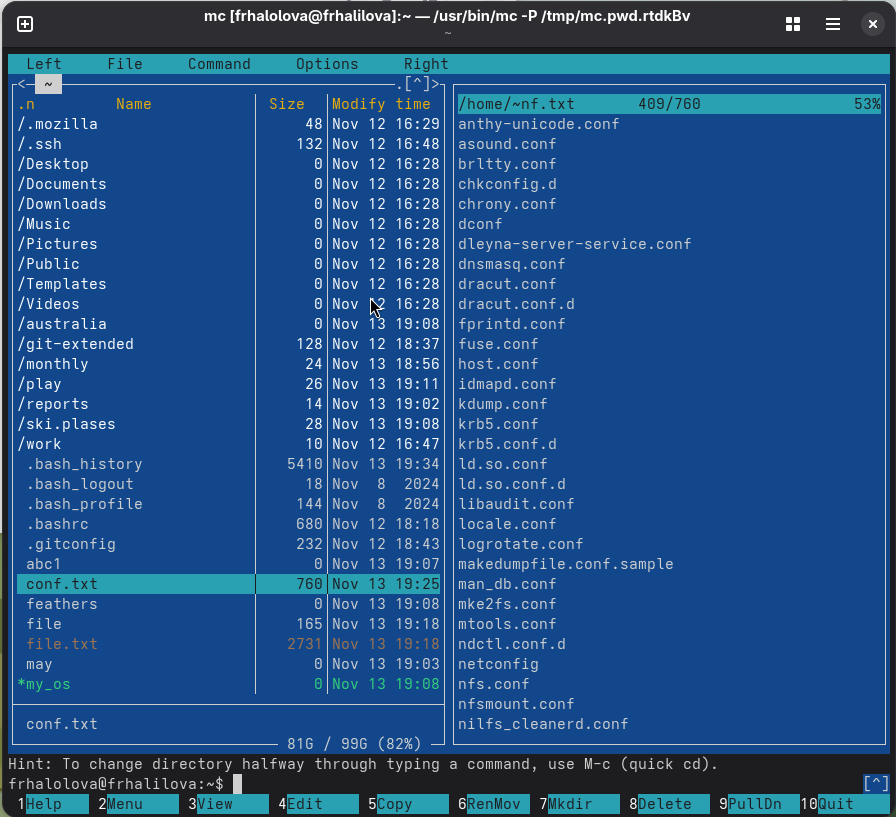 mc [frhalolova@frhalilova]:~ — /usr/bin/mc -P /tmp/mc.pwd.rtdkBv
~
Left File Command Options Right
<─ ~ ─.[^]>
.n Name Size Modify time
/.mozilla 48 Nov 12 16:29
/.ssh 132 Nov 12 16:48
/Desktop 0 Nov 12 16:28
/Documents 0 Nov 12 16:28
/Downloads 0 Nov 12 16:28
/Music 0 Nov 12 16:28
/Pictures 0 Nov 12 16:28
/Public 0 Nov 12 16:28
/Templates 0 Nov 12 16:28
/Videos 0 Nov 12 16:28
/australia 0 Nov 13 19:08
/git-extended 128 Nov 12 18:37
/monthly 24 Nov 13 18:56
/play 26 Nov 13 19:11
/reports 14 Nov 13 19:02
/ski.plases 28 Nov 13 19:08
/work 10 Nov 12 16:47
.bash_history 5410 Nov 13 19:34
.bash_logout 18 Nov 8 2024
.bash_profile 144 Nov 8 2024
.bashrc 680 Nov 12 18:18
.gitconfig 232 Nov 12 18:43
abc1 0 Nov 13 19:07
conf.txt 760 Nov 13 19:25
feathers 0 Nov 13 19:08
file 165 Nov 13 19:18
file.txt 2731 Nov 13 19:18
may 0 Nov 13 19:03
*my_os 0 Nov 13 19:08
conf.txt
81G / 99G (82%)
/home/~nf.txt 409/760 53%
anthy-unicode.conf
asound.conf
brltty.conf
chkconfig.d
chrony.conf
dconf
dleyna-server-service.conf
dnsmasq.conf
dracut.conf
dracut.conf.d
fprintd.conf
fuse.conf
host.conf
idmapd.conf
kdump.conf
krb5.conf
krb5.conf.d
ld.so.conf
ld.so.conf.d
libaudit.conf
locale.conf
logrotate.conf
makedumpfile.conf.sample
man_db.conf
mke2fs.conf
mtools.conf
ndctl.conf.d
netconfig
nfs.conf
nfsmount.conf
nilfs_cleanerd.conf
Hint: To change directory halfway through typing a command, use M-c (quick cd).
frhalolova@frhalilova:~$ [^]
1Help 2Menu 3View 4Edit 5Copy 6RenMov 7Mkdir 8Delete 9PullDn 10Quit